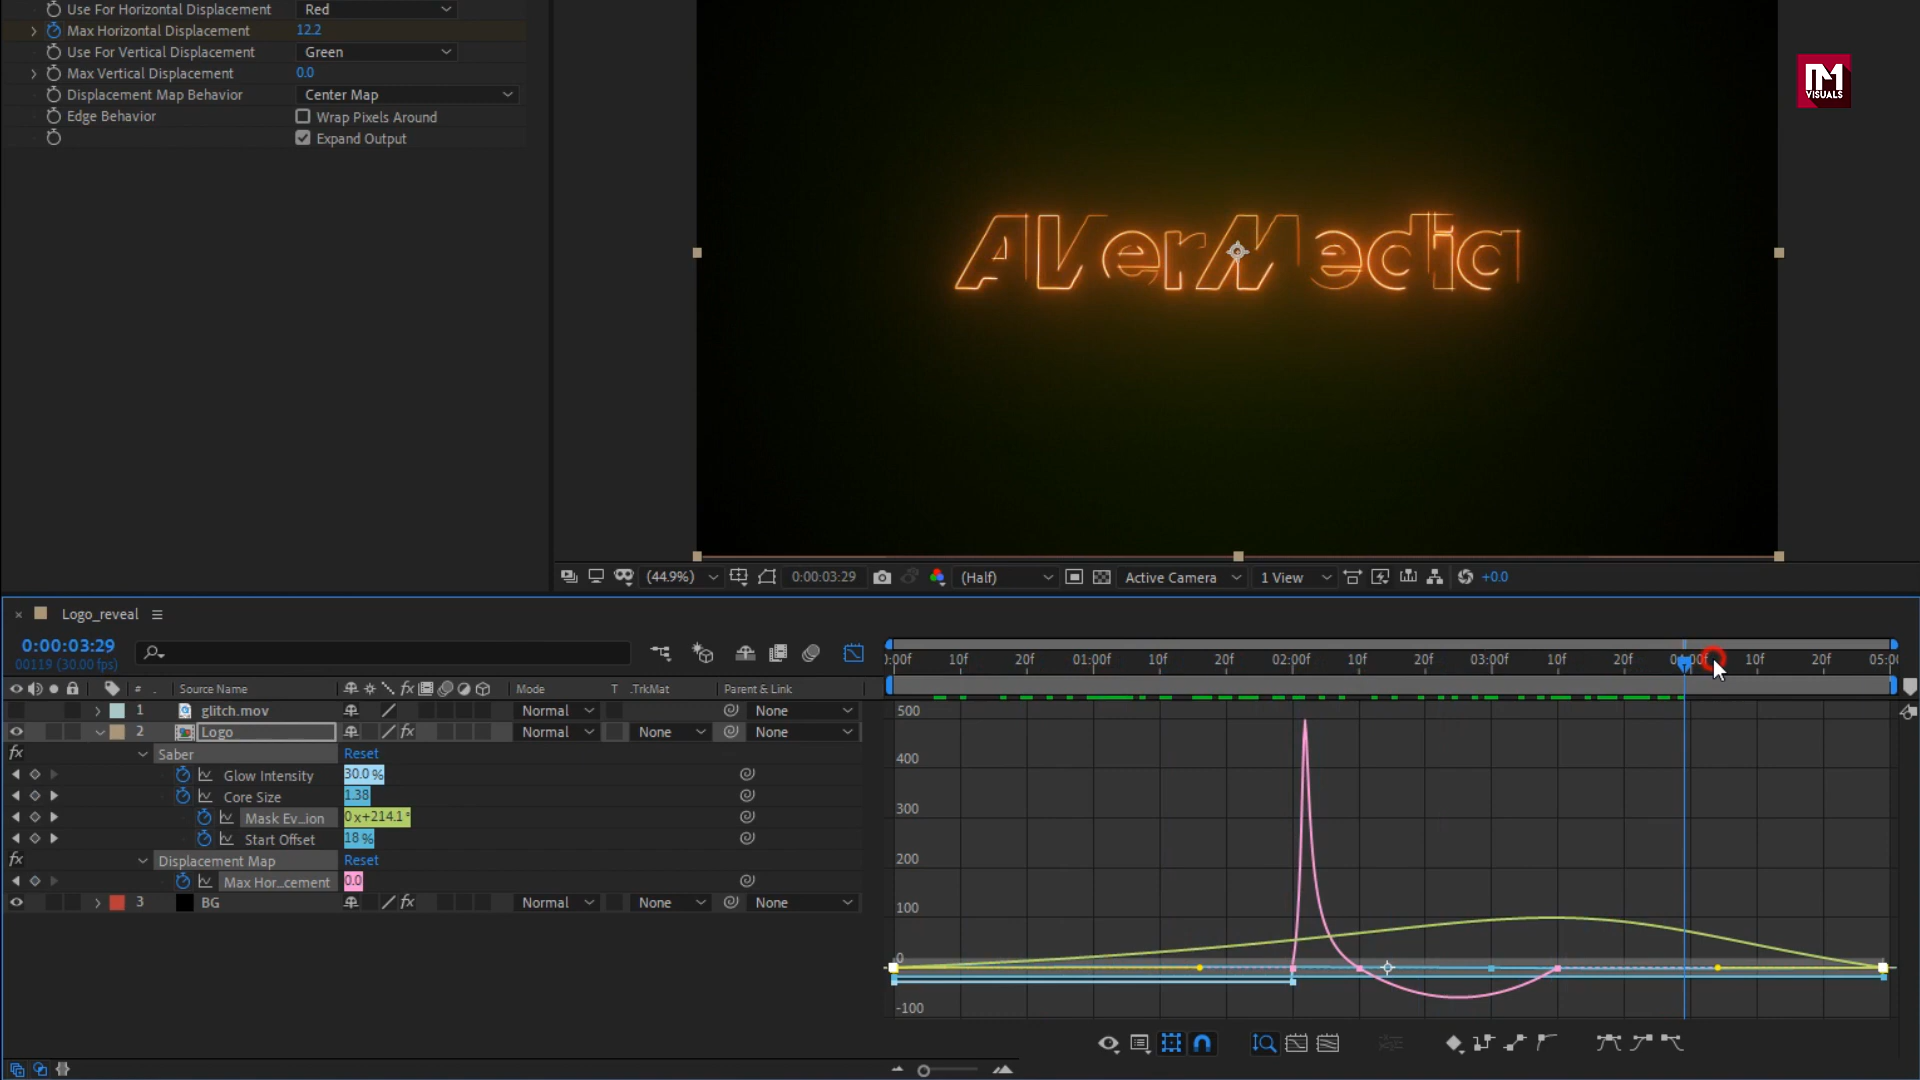 Use For Horizontal Displacement Red
Max Horizontal Displacement 12.2
Use For Vertical Displacement Green
Max Vertical Displacement 0.0
Displacement Map Behavior Center Map
Edge Behavior Wrap Pixels Around
Expand Output
M
VISUALS
AVerMedia
(44.9%) 0:00:03:29 (Half) Active Camera 1 View +0.0
Logo_reveal
0:00:03:29
00119 (30.00 fps)
:00f 10f 20f 01:00f 10f 20f 02:00f 10f 20f 03:00f 10f 20f 04:00f 10f 20f 05:00
# . Source Name Mode T .TrkMat Parent & Link
1 glitch.mov Normal None
2 Logo Normal None None
fx Saber Reset
Glow Intensity 30.0 %
Core Size 1.38
Mask Ev...ion 0 x+214.1°
Start Offset 18 %
fx Displacement Map Reset
Max Hor...cement 0.0
3 BG Normal None None
500
400
300
200
100
0
-100